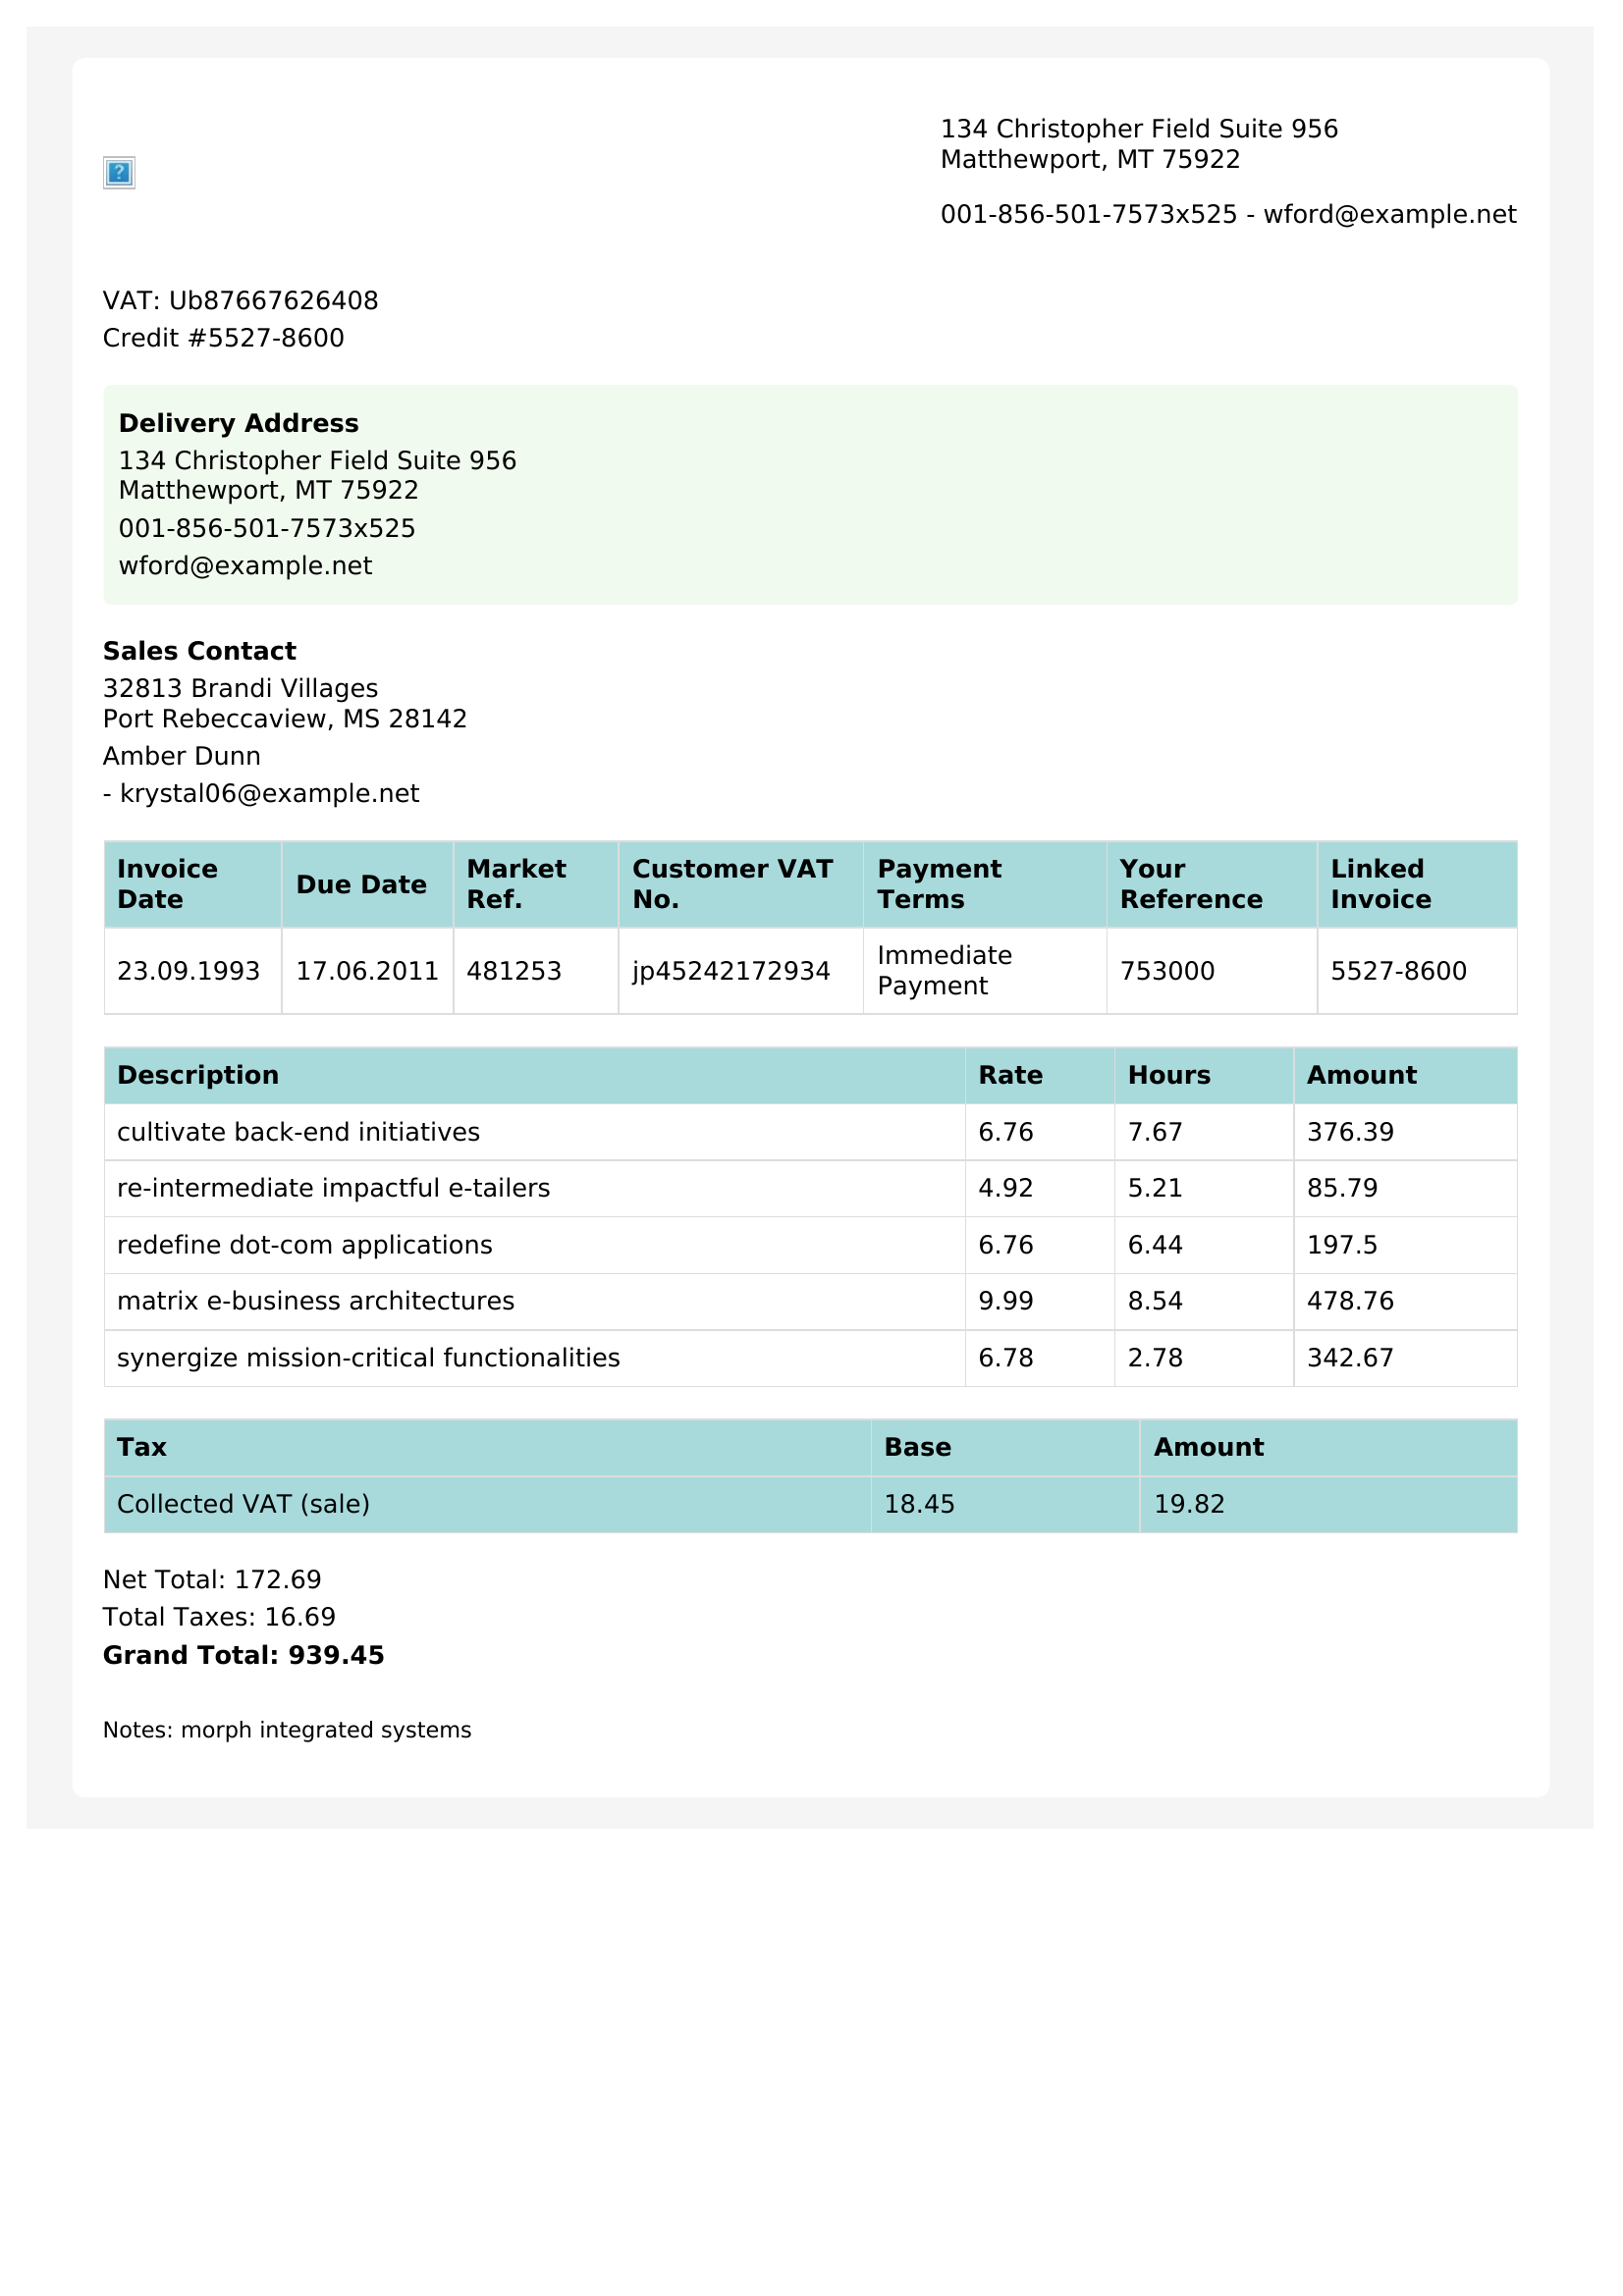 134 Christopher Field Suite 956
Matthewport, MT 75922
001-856-501-7573x525 - wford@example.net
VAT: Ub87667626408
Credit #5527-8600
Delivery Address
134 Christopher Field Suite 956
Matthewport, MT 75922
001-856-501-7573x525
wford@example.net
Sales Contact
32813 Brandi Villages
Port Rebeccaview, MS 28142
Amber Dunn
- krystal06@example.net
Invoice Date Due Date Market Ref. Customer VAT No. Payment Terms Your Reference Linked Invoice
23.09.1993 17.06.2011 481253 jp45242172934 Immediate Payment 753000 5527-8600
Description Rate Hours Amount
cultivate back-end initiatives 6.76 7.67 376.39
re-intermediate impactful e-tailers 4.92 5.21 85.79
redefine dot-com applications 6.76 6.44 197.5
matrix e-business architectures 9.99 8.54 478.76
synergize mission-critical functionalities 6.78 2.78 342.67
Tax Base Amount
Collected VAT (sale) 18.45 19.82
Net Total: 172.69
Total Taxes: 16.69
Grand Total: 939.45
Notes: morph integrated systems